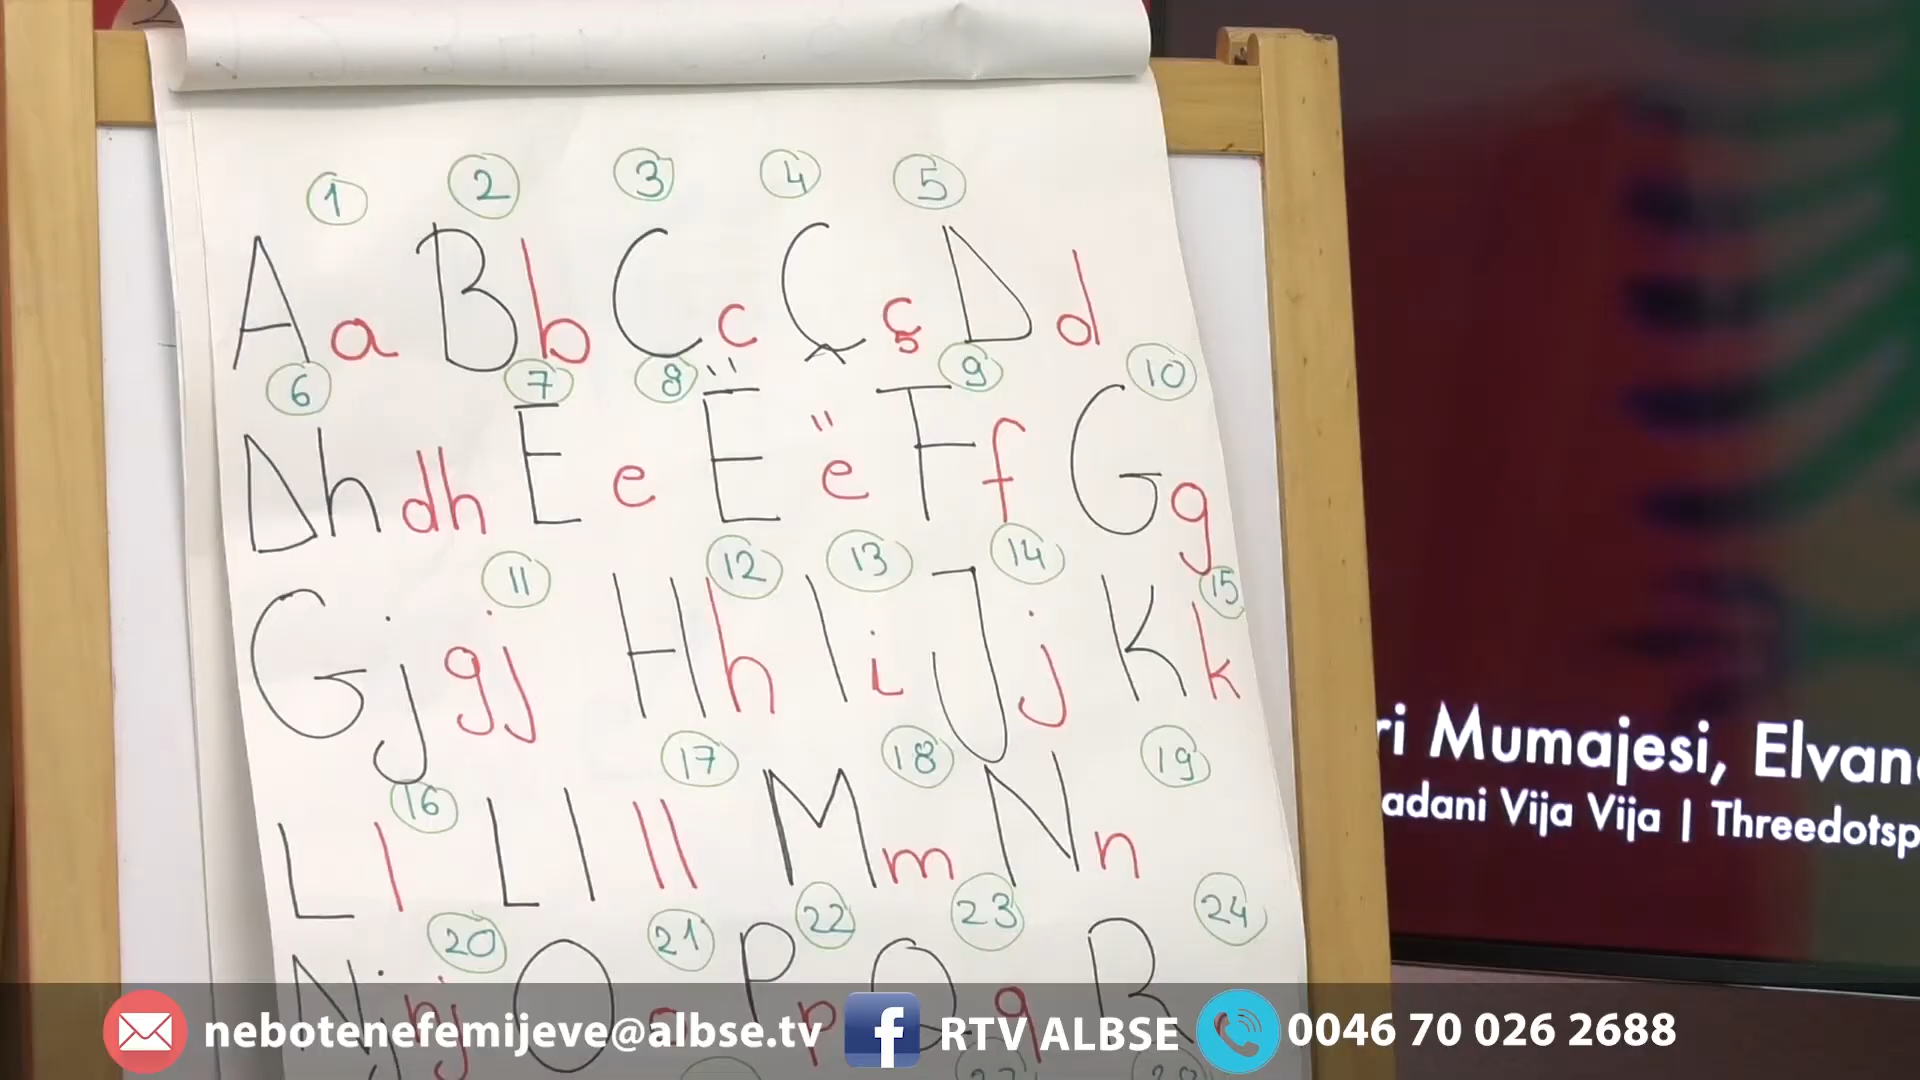 1 2 3 4 5
A a B b C c Ç ç D d
6 7 8 9 10
Dh dh E e Ë ë F f G g
11 12 13 14 15
Gj gj H h I i J j K k
16 17 18 19
L l Ll ll M m N n
20 21 22 23 24
Nj nj O o P p Q q R
ri Mumajesi, Elvan
adani Vija Vija | Threedotsp
nebotenefemijeve@albse.tv RTV ALBSE 0046 70 026 2688